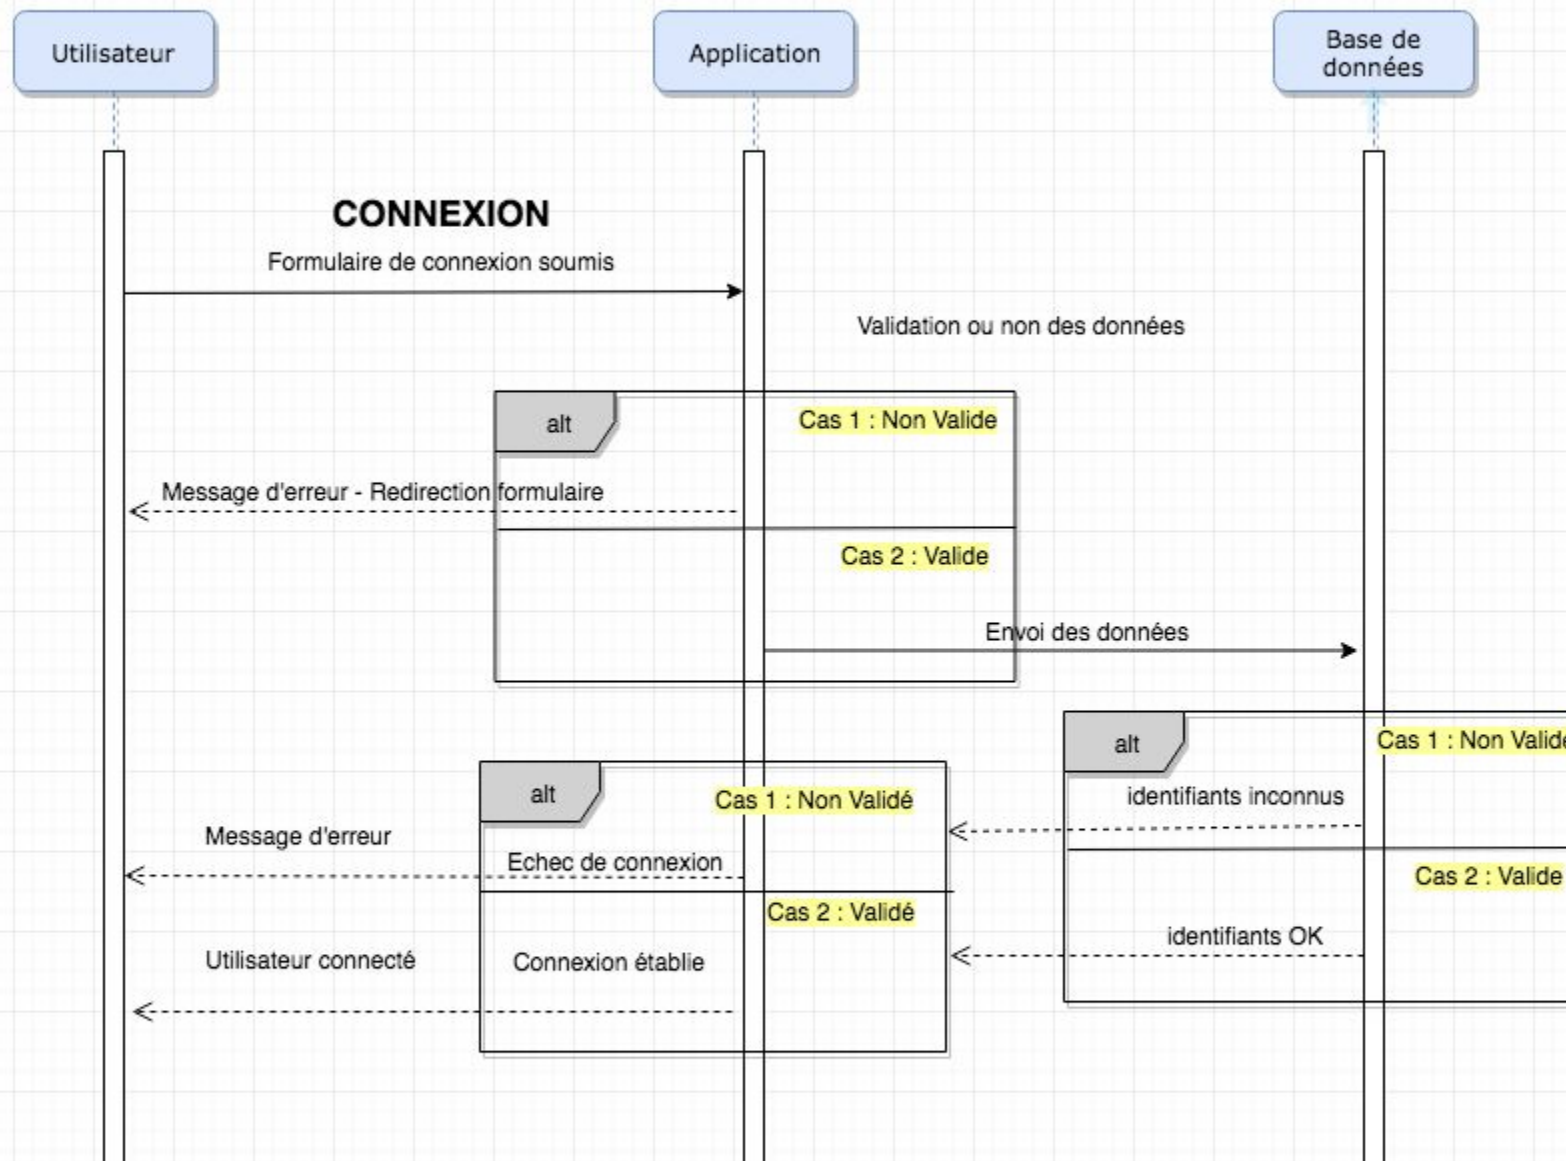 Utilisateur
Application
Base de
données
CONNEXION
Formulaire de connexion soumis
Validation ou non des données
alt
Cas 1 : Non Valide
Message d'erreur - Redirection formulaire
Cas 2 : Valide
Envoi des données
alt
Cas 1 : Non Valide
identifiants inconnus
alt
Cas 1 : Non Validé
Message d'erreur
Echec de connexion
Cas 2 : Valide
Cas 2 : Validé
identifiants OK
Utilisateur connecté
Connexion établie